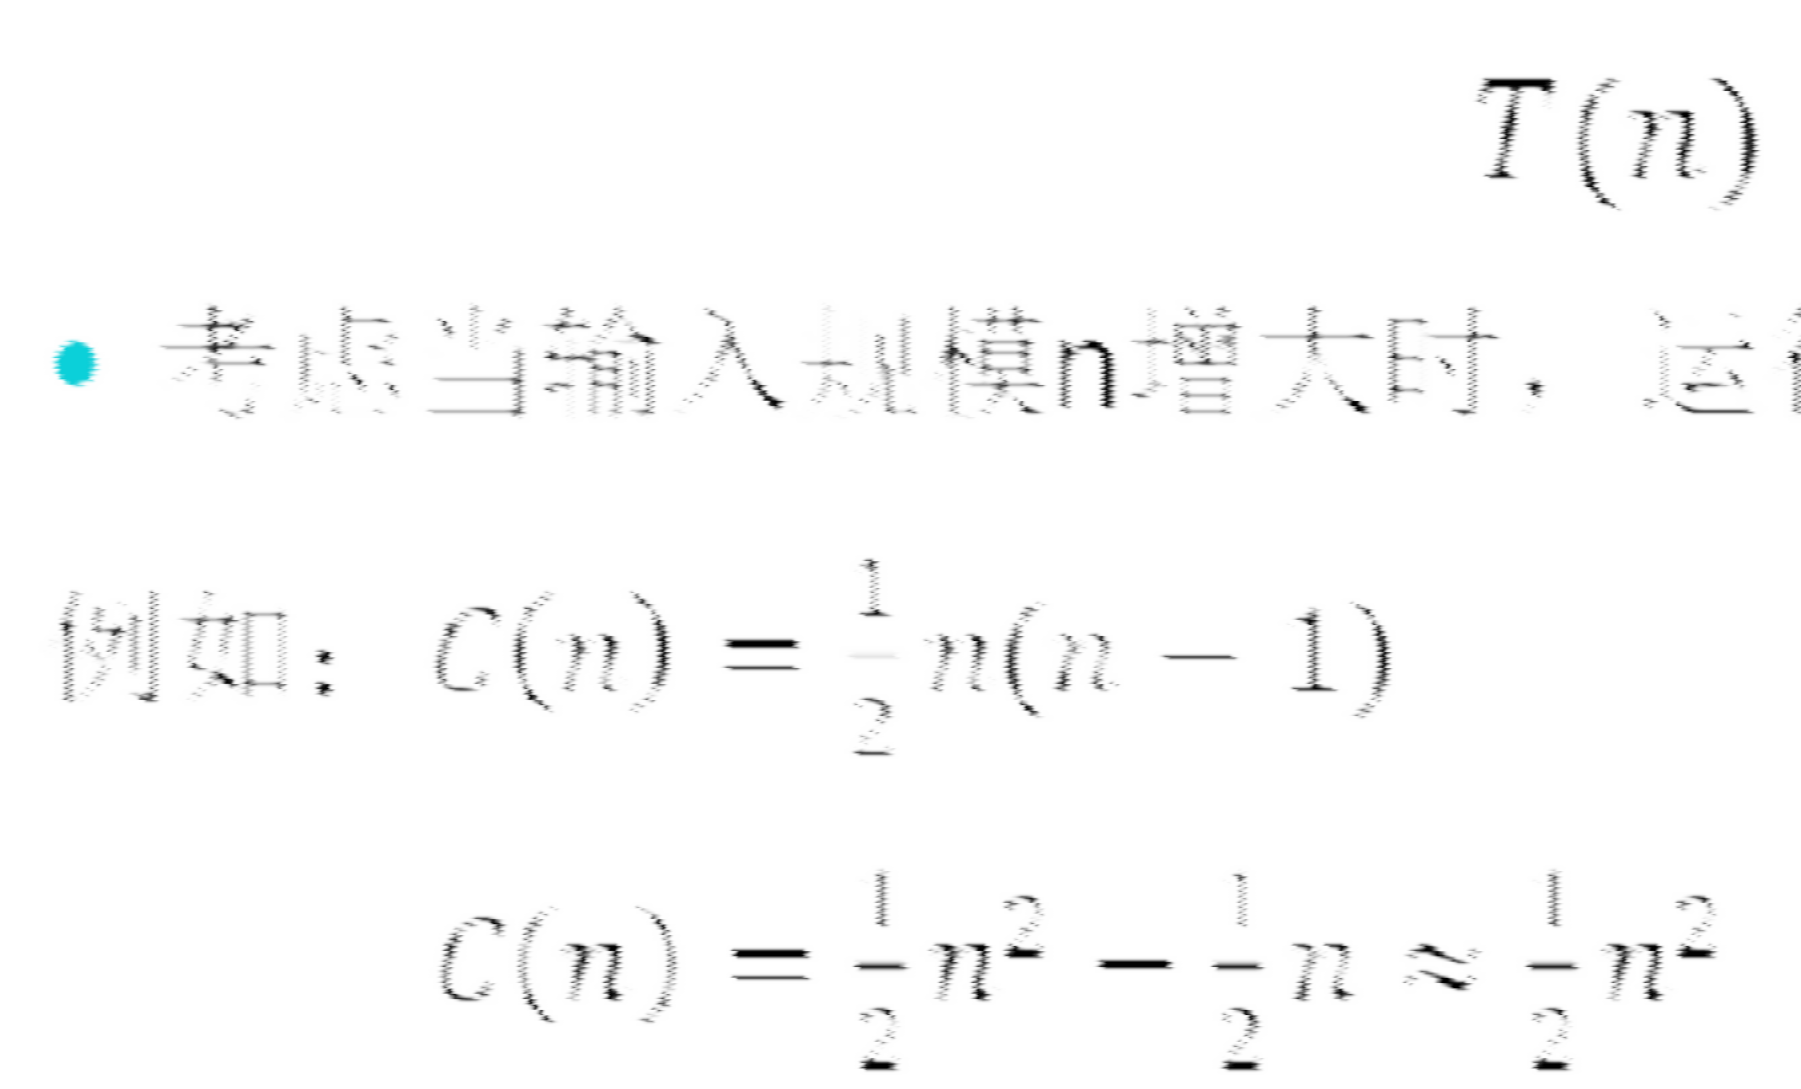 T(n)
● 考虑当输入规模n增大时，运
例如：C(n) = 1/2 n(n − 1)
C(n) = 1/2 n² − 1/2 n ≈ 1/2 n²